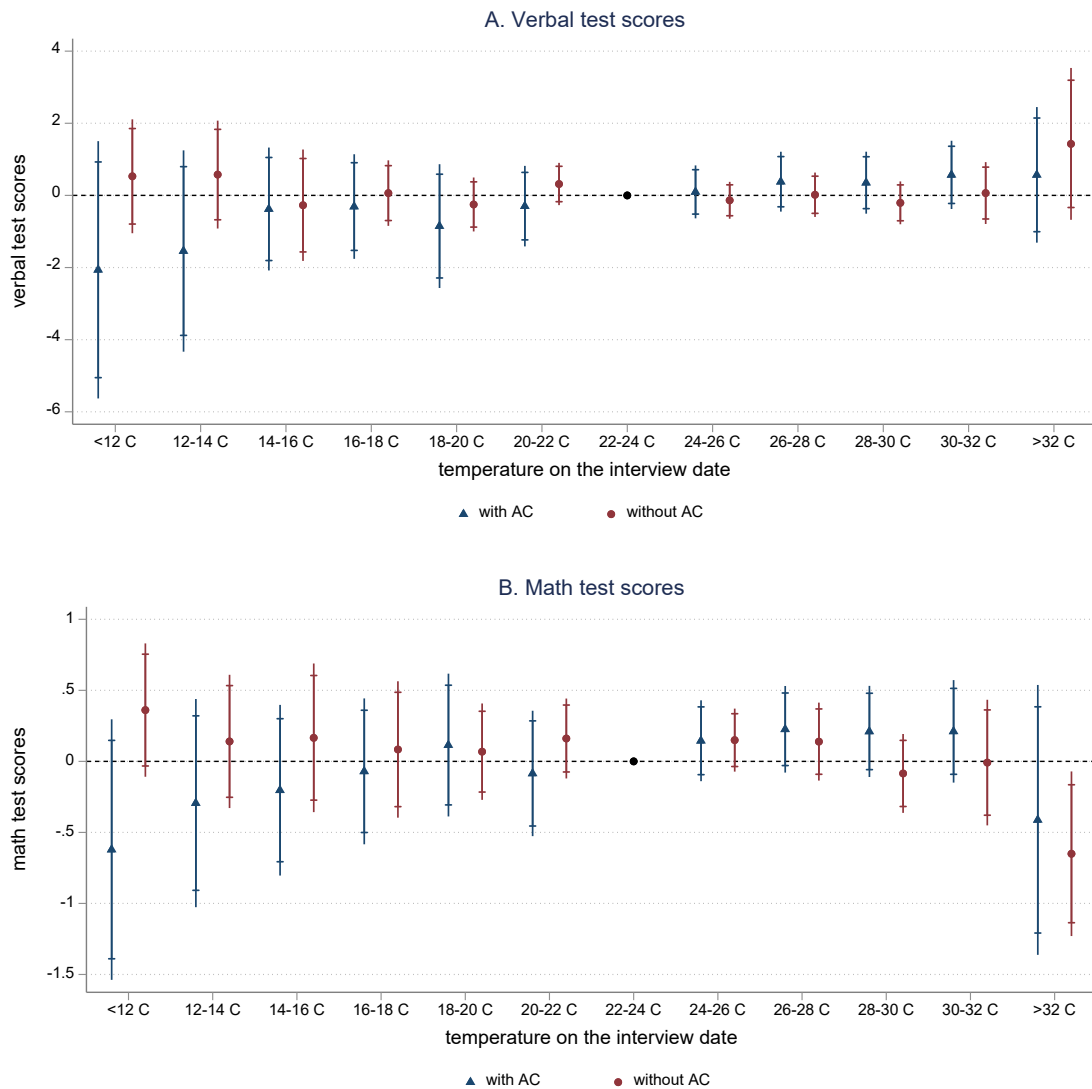 A. Verbal test scores
4
2
0
-2
-4
-6
verbal test scores
<12 C 12-14 C 14-16 C 16-18 C 18-20 C 20-22 C 22-24 C 24-26 C 26-28 C 28-30 C 30-32 C >32 C
temperature on the interview date
with AC without AC
B. Math test scores
1
.5
0
-.5
-1
-1.5
math test scores
<12 C 12-14 C 14-16 C 16-18 C 18-20 C 20-22 C 22-24 C 24-26 C 26-28 C 28-30 C 30-32 C >32 C
temperature on the interview date
with AC without AC